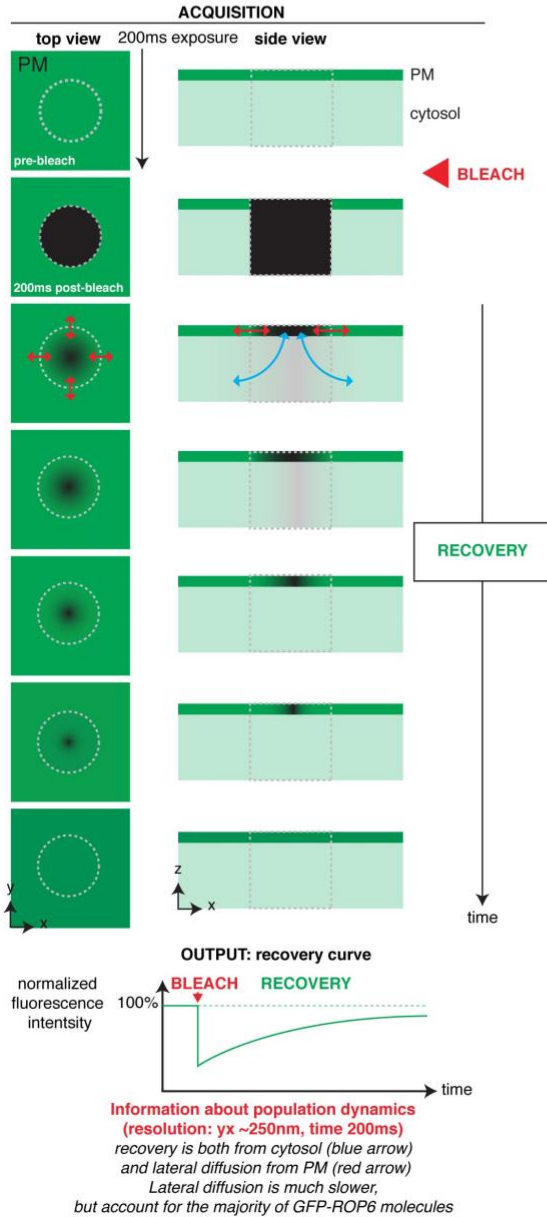 ACQUISITION
top view
200ms exposure
side view
PM
pre-bleach
PM
cytosol
BLEACH
200ms post-bleach
RECOVERY
y
x
z
x
time
OUTPUT: recovery curve
normalized
fluorescence
intentsity
100%
BLEACH
RECOVERY
time
Information about population dynamics
(resolution: yx ~250nm, time 200ms)
recovery is both from cytosol (blue arrow)
and lateral diffusion from PM (red arrow)
Lateral diffusion is much slower,
but account for the majority of GFP-ROP6 molecules